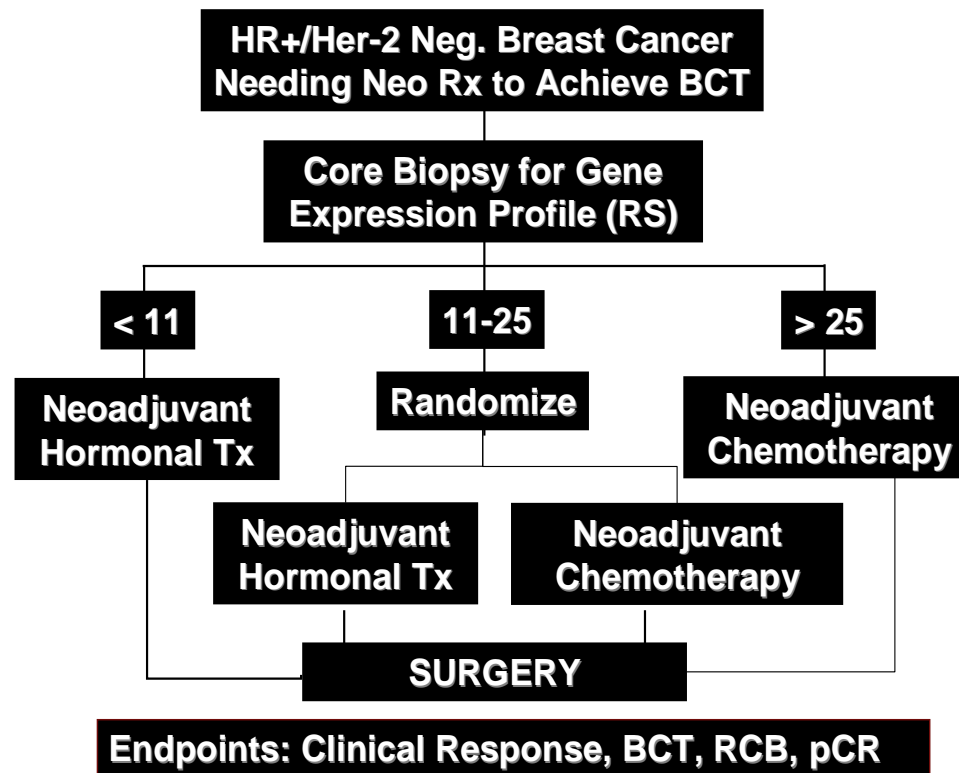 HR+/Her-2 Neg. Breast Cancer
Needing Neo Rx to Achieve BCT
Core Biopsy for Gene
Expression Profile (RS)
< 11
11-25
> 25
Neoadjuvant
Hormonal Tx
Randomize
Neoadjuvant
Chemotherapy
Neoadjuvant
Hormonal Tx
Neoadjuvant
Chemotherapy
SURGERY
Endpoints: Clinical Response, BCT, RCB, pCR